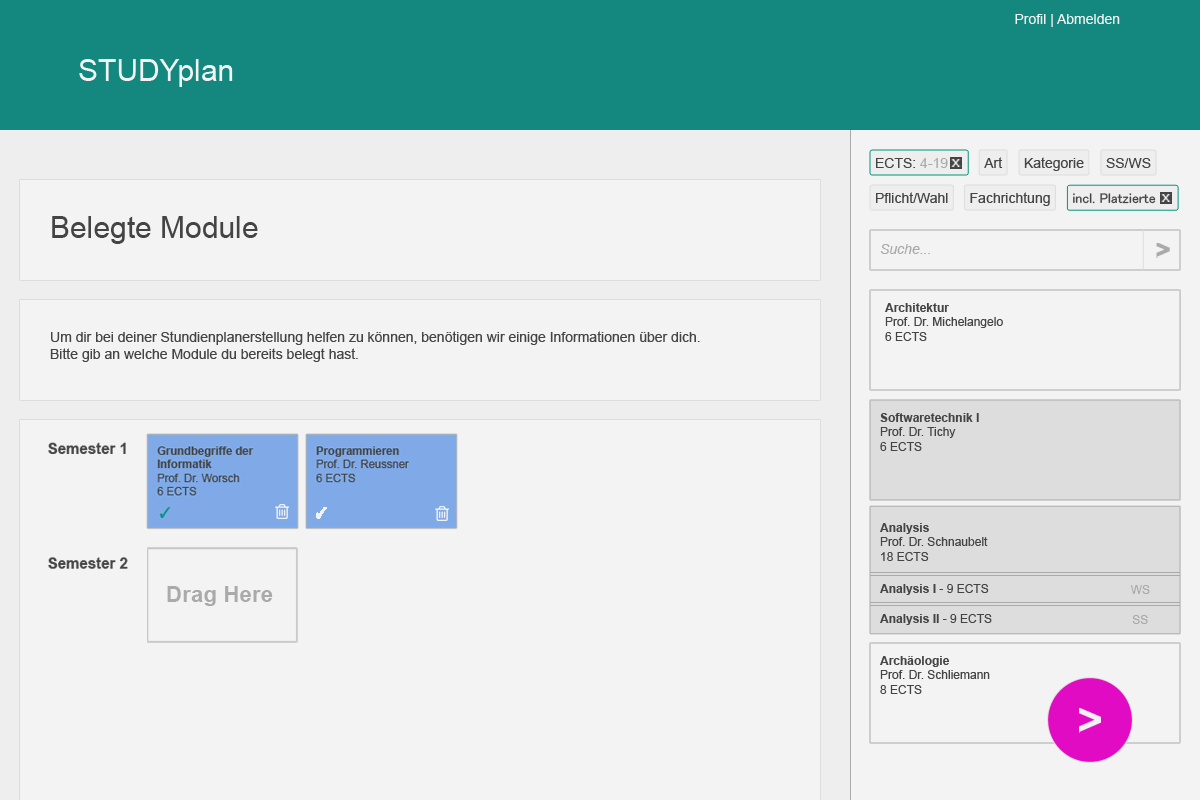 Profil | Abmelden
STUDYplan
Belegte Module
Um dir bei deiner Stundienplanerstellung helfen zu können, benötigen wir einige Informationen über dich.
Bitte gib an welche Module du bereits belegt hast.
Semester 1
Grundbegriffe der
Informatik
Prof. Dr. Worsch
6 ECTS
Programmieren
Prof. Dr. Reussner
6 ECTS
Semester 2
Drag Here
ECTS: 4-19 X
Art
Kategorie
SS/WS
Pflicht/Wahl
Fachrichtung
incl. Platzierte X
Suche...
>
Architektur
Prof. Dr. Michelangelo
6 ECTS
Softwaretechnik I
Prof. Dr. Tichy
6 ECTS
Analysis
Prof. Dr. Schnaubelt
18 ECTS
Analysis I - 9 ECTS WS
Analysis II - 9 ECTS SS
Archäologie
Prof. Dr. Schliemann
8 ECTS
>